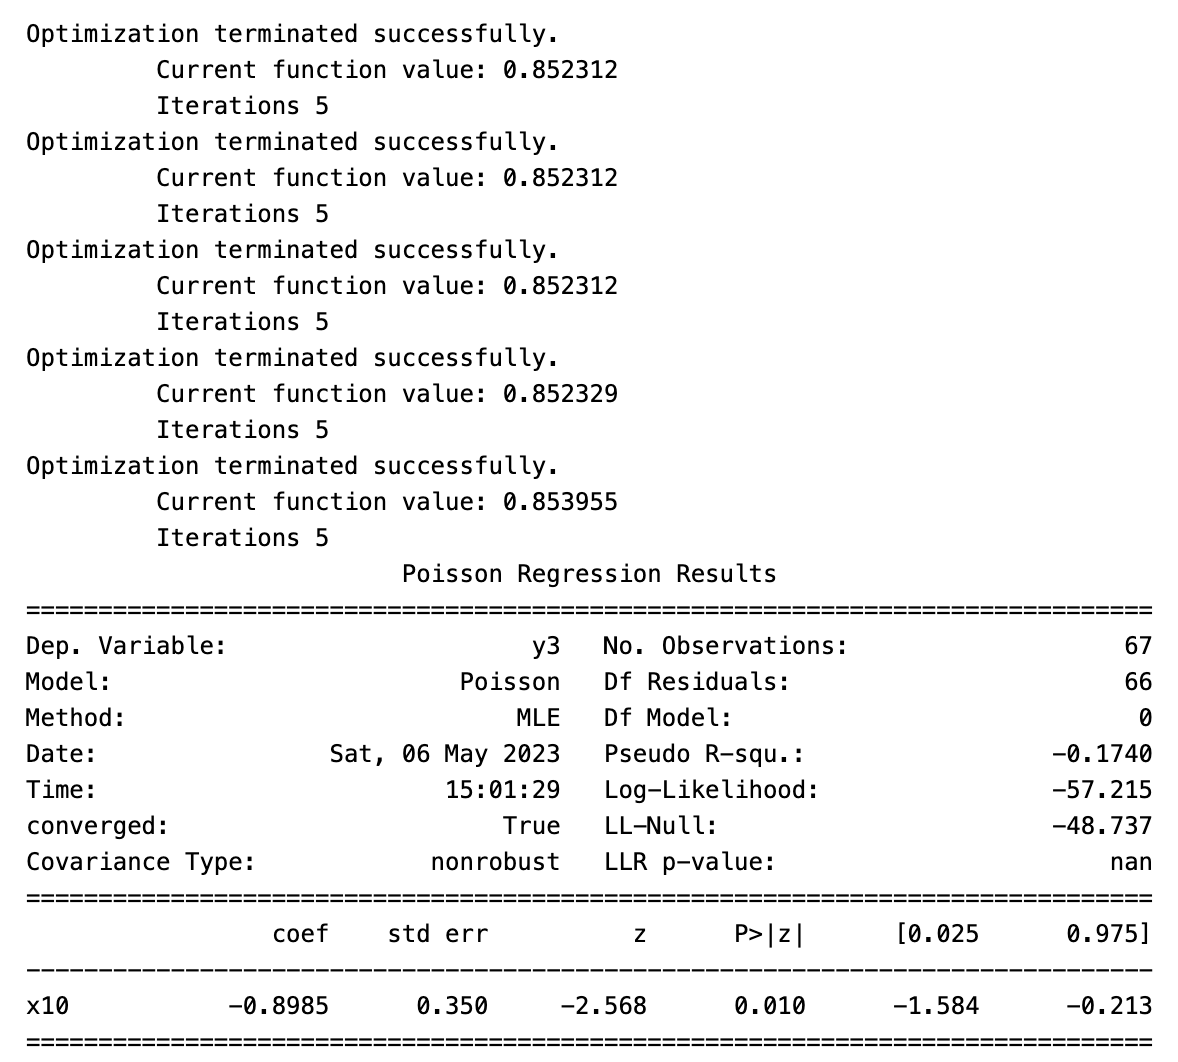 Optimization terminated successfully.
         Current function value: 0.852312
         Iterations 5
Optimization terminated successfully.
         Current function value: 0.852312
         Iterations 5
Optimization terminated successfully.
         Current function value: 0.852312
         Iterations 5
Optimization terminated successfully.
         Current function value: 0.852329
         Iterations 5
Optimization terminated successfully.
         Current function value: 0.853955
         Iterations 5
                          Poisson Regression Results
==============================================================================
Dep. Variable:                     y3   No. Observations:                   67
Model:                        Poisson   Df Residuals:                       66
Method:                           MLE   Df Model:                            0
Date:                Sat, 06 May 2023   Pseudo R-squ.:                 -0.1740
Time:                        15:01:29   Log-Likelihood:                -57.215
converged:                       True   LL-Null:                       -48.737
Covariance Type:            nonrobust   LLR p-value:                       nan
==============================================================================
                 coef    std err          z      P>|z|      [0.025      0.975]
------------------------------------------------------------------------------
x10           -0.8985      0.350     -2.568      0.010      -1.584      -0.213
==============================================================================